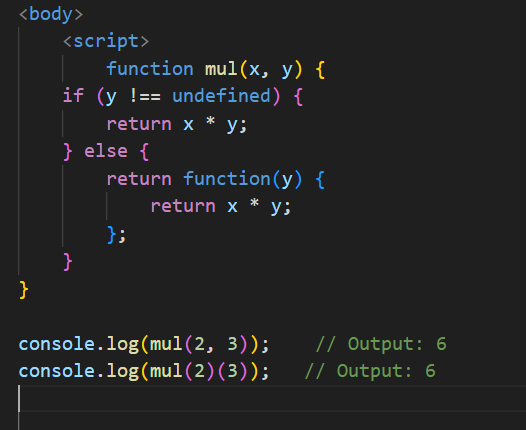 <body>
<script>
function mul(x, y) {
if (y !== undefined) {
return x * y;
} else {
return function(y) {
return x * y;
};
}
}
console.log(mul(2, 3));    // Output: 6
console.log(mul(2)(3));   // Output: 6